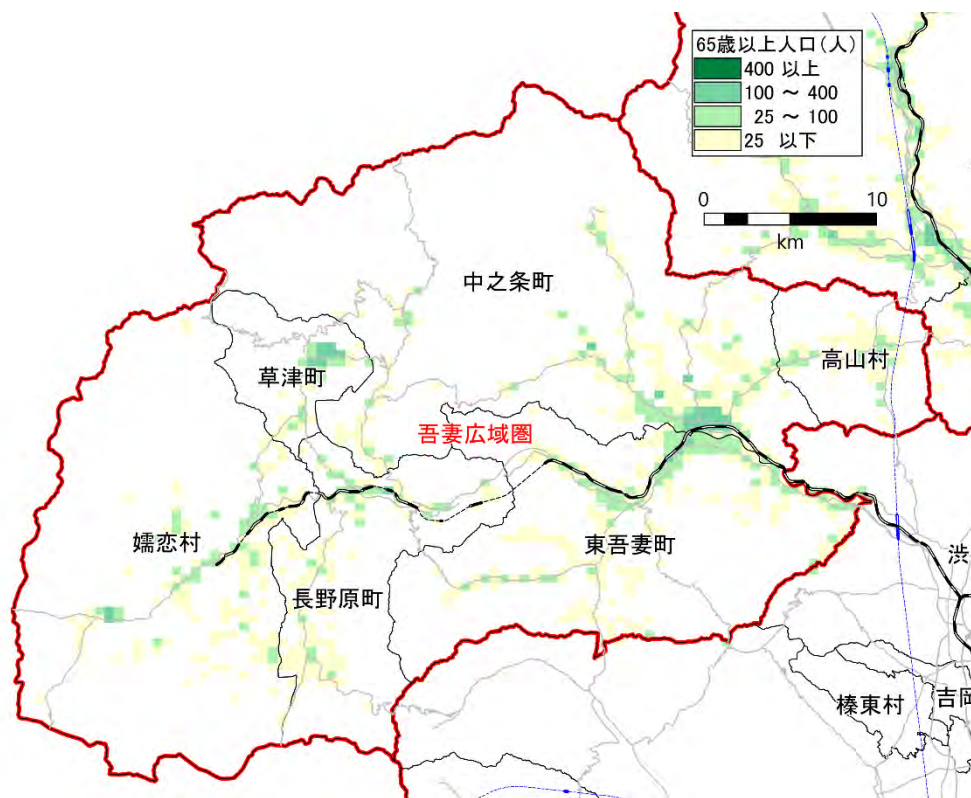 65歳以上人口(人)
400 以上
100 ～ 400
25 ～ 100
25 以下
0 10
km
中之条町
高山村
草津町
吾妻広域圏
嬬恋村
東吾妻町
長野原町
渋
榛東村
吉岡